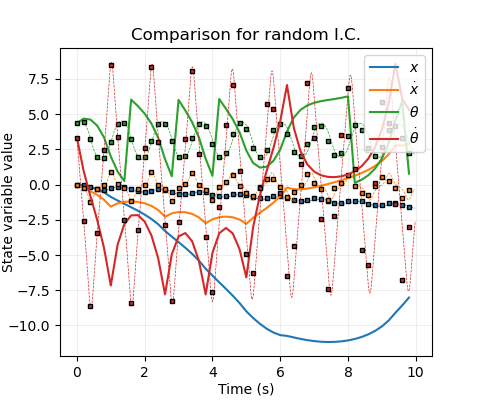 Comparison for random I.C.
State variable value
7.5
5.0
2.5
0.0
−2.5
−5.0
−7.5
−10.0
x
ẋ
θ
θ̇
0
2
4
6
8
10
Time (s)